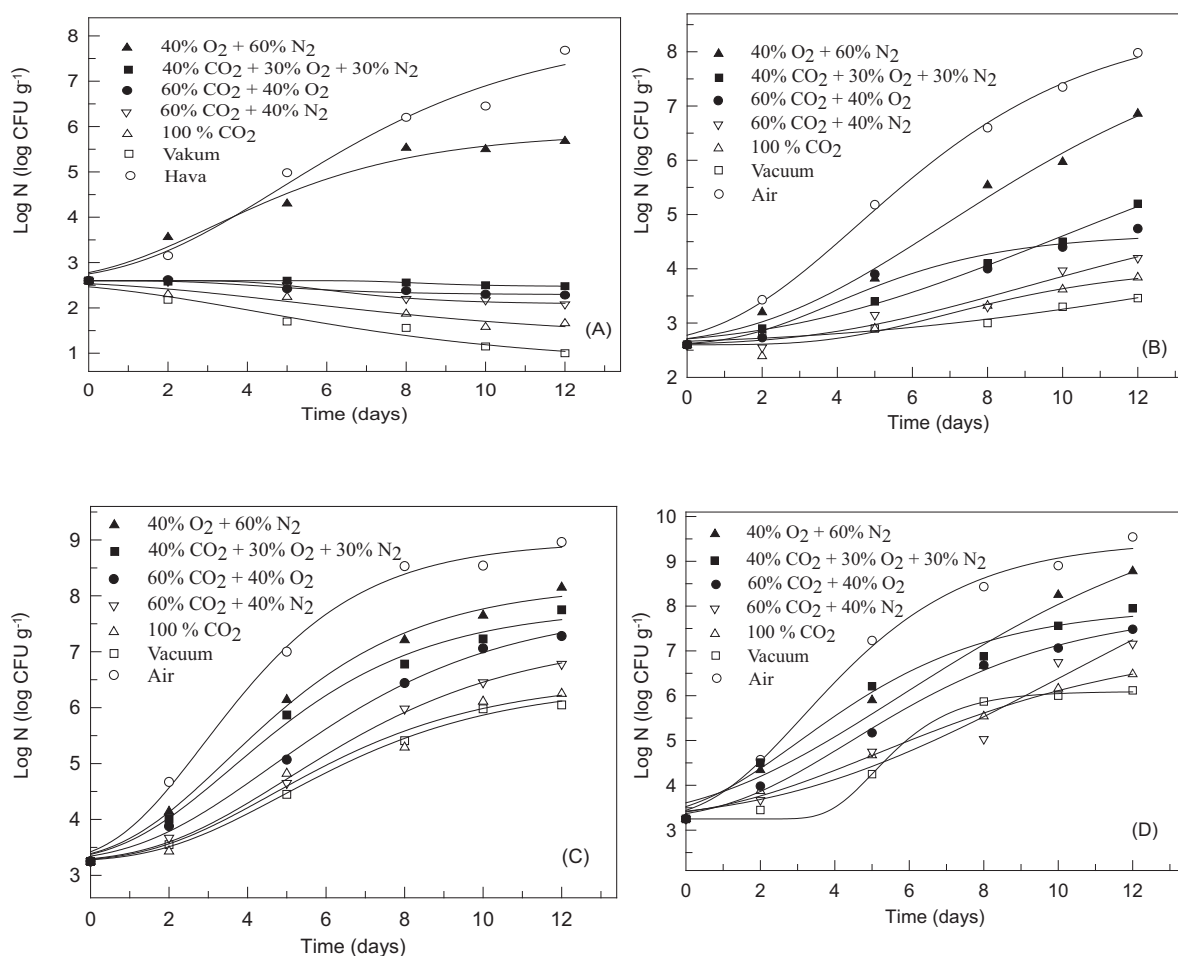 Log N (log CFU g-1)
8
7
6
5
4
3
2
1
40% O2 + 60% N2
40% CO2 + 30% O2 + 30% N2
60% CO2 + 40% O2
60% CO2 + 40% N2
100 % CO2
Vakum
Hava
(A)
0 2 4 6 8 10 12
Time (days)
Log N (log CFU g-1)
8
7
6
5
4
3
2
40% O2 + 60% N2
40% CO2 + 30% O2 + 30% N2
60% CO2 + 40% O2
60% CO2 + 40% N2
100 % CO2
Vacuum
Air
(B)
0 2 4 6 8 10 12
Time (days)
Log N (log CFU g-1)
9
8
7
6
5
4
3
40% O2 + 60% N2
40% CO2 + 30% O2 + 30% N2
60% CO2 + 40% O2
60% CO2 + 40% N2
100 % CO2
Vacuum
Air
(C)
0 2 4 6 8 10 12
Time (days)
Log N (log CFU g-1)
10
9
8
7
6
5
4
3
40% O2 + 60% N2
40% CO2 + 30% O2 + 30% N2
60% CO2 + 40% O2
60% CO2 + 40% N2
100 % CO2
Vacuum
Air
(D)
0 2 4 6 8 10 12
Time (days)